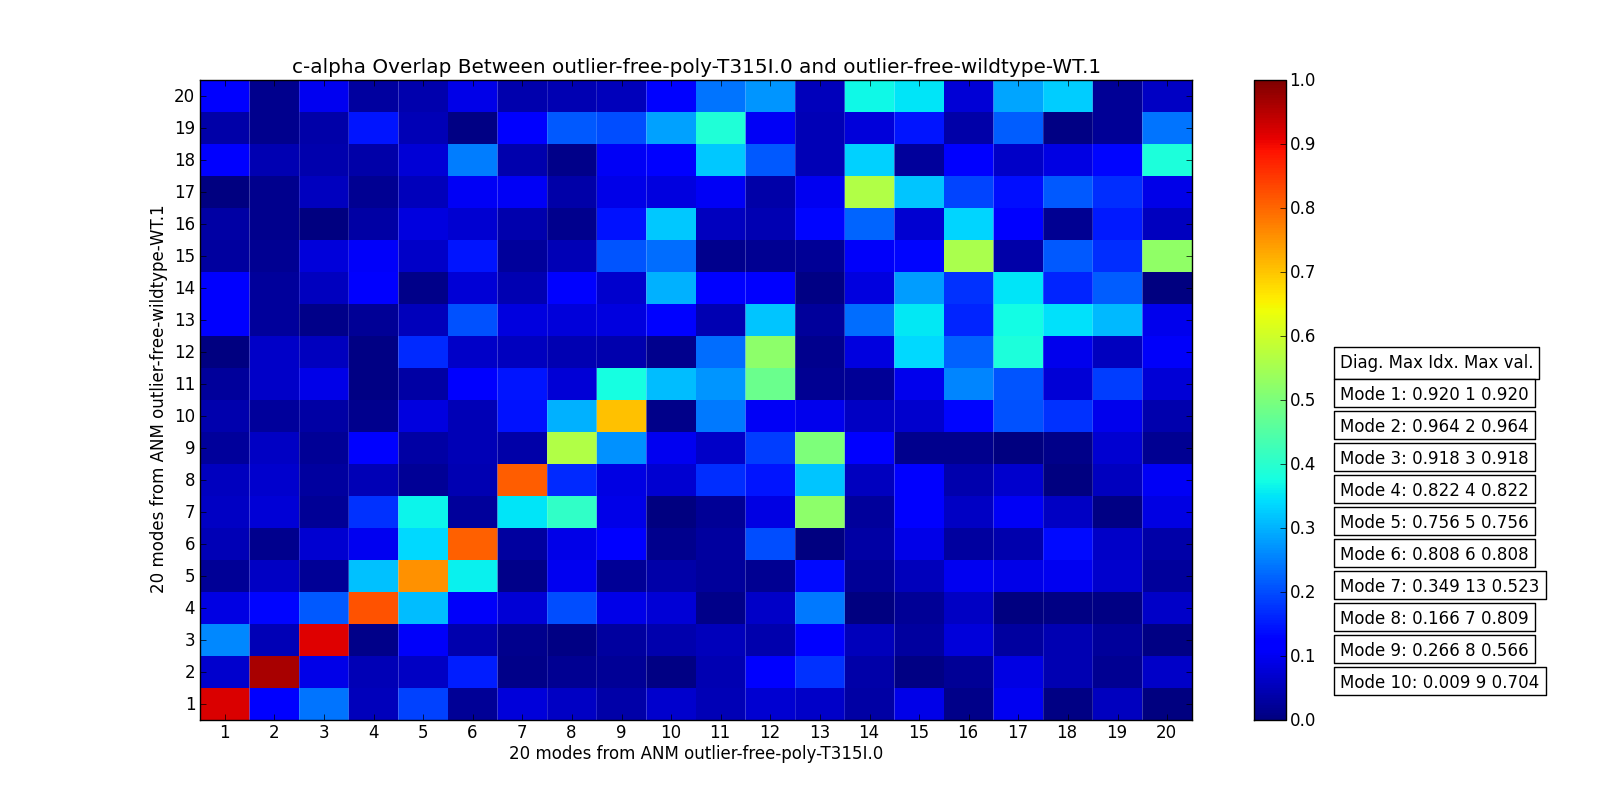 c-alpha Overlap Between outlier-free-poly-T315I.0 and outlier-free-wildtype-WT.1
20 modes from ANM outlier-free-wildtype-WT.1
20
19
18
17
16
15
14
13
12
11
10
9
8
7
6
5
4
3
2
1
1 2 3 4 5 6 7 8 9 10 11 12 13 14 15 16 17 18 19 20
20 modes from ANM outlier-free-poly-T315I.0
1.0
0.9
0.8
0.7
0.6
0.5
0.4
0.3
0.2
0.1
0.0
Diag. Max Idx. Max val.
Mode 1: 0.920 1 0.920
Mode 2: 0.964 2 0.964
Mode 3: 0.918 3 0.918
Mode 4: 0.822 4 0.822
Mode 5: 0.756 5 0.756
Mode 6: 0.808 6 0.808
Mode 7: 0.349 13 0.523
Mode 8: 0.166 7 0.809
Mode 9: 0.266 8 0.566
Mode 10: 0.009 9 0.704